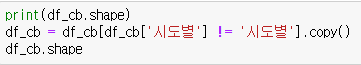 print(df_cb.shape)
df_cb = df_cb[df_cb['시도별'] != '시도별'].copy()
df_cb.shape